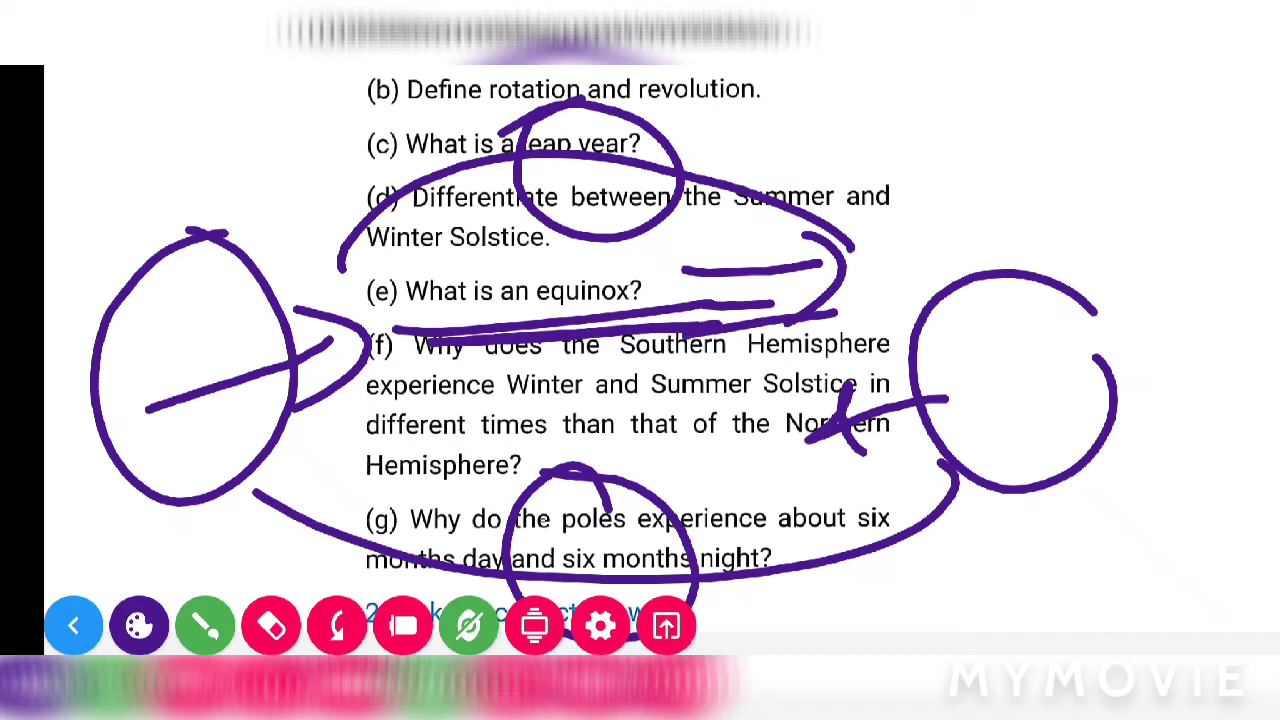 (b) Define rotation and revolution.
(c) What is a leap year?
(d) Differentiate between the Summer and
Winter Solstice.
(e) What is an equinox?
(f) Why does the Southern Hemisphere
experience Winter and Summer Solstice in
different times than that of the Northern
Hemisphere?
(g) Why do the poles experience about six
months day and six months night?
2
MYMOVIE